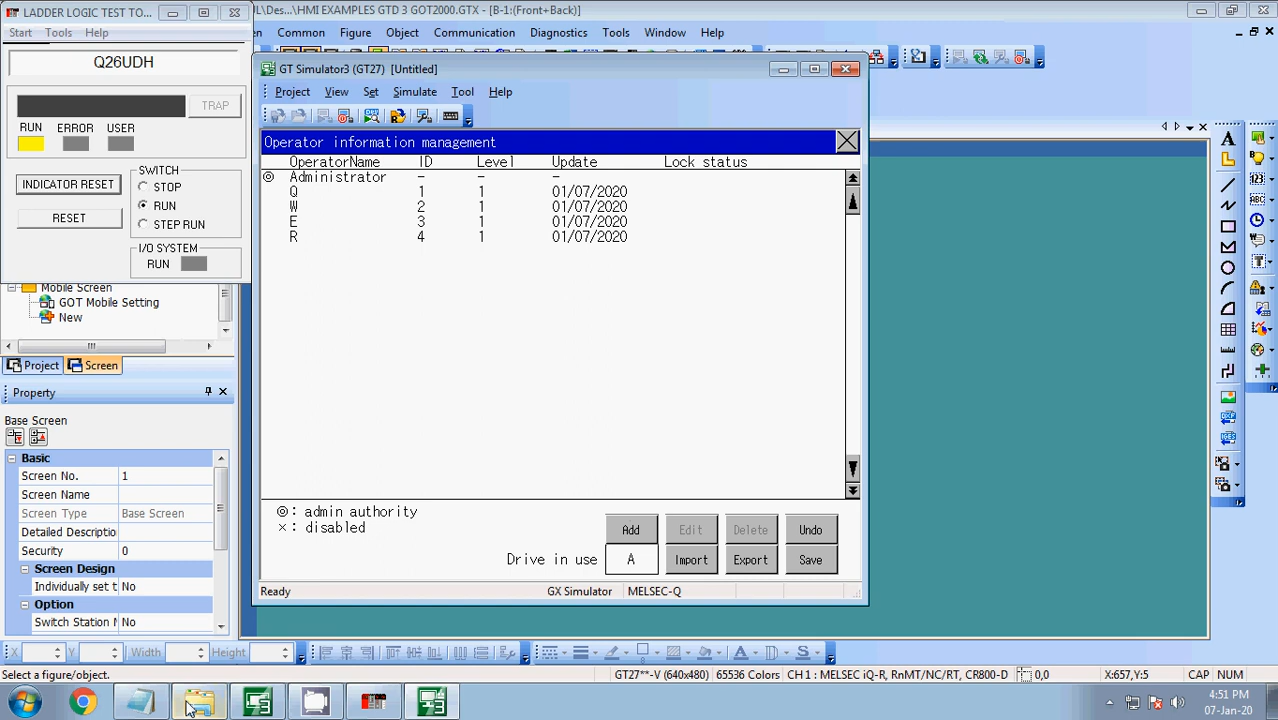 LADDER LOGIC TEST TO...
Start Tools Help
Q26UDH
TRAP
RUN ERROR USER
INDICATOR RESET
RESET
SWITCH
STOP
RUN
STEP RUN
I/O SYSTEM
RUN
L\Des...\HMI EXAMPLES GTD 3 GOT2000.GTX - [B-1:(Front+Back)]
Common Figure Object Communication Diagnostics Tools Window Help
GT Simulator3 (GT27) [Untitled]
Project View Set Simulate Tool Help
Operator information management
OperatorName ID Level Update Lock status
◎ Administrator - - -
Q 1 1 01/07/2020
W 2 1 01/07/2020
E 3 1 01/07/2020
R 4 1 01/07/2020
◎: admin authority
×: disabled
Add Edit Delete Undo
Drive in use A Import Export Save
Ready GX Simulator MELSEC-Q
Mobile Screen
GOT Mobile Setting
New
Project Screen
Property
Base Screen
Basic
Screen No. 1
Screen Name
Screen Type Base Screen
Detailed Descriptio
Security 0
Screen Design
Individually set t No
Option
Switch Station N No
X Y Width Height
Select a figure/object. GT27**-V (640x480) 65536 Colors CH 1 : MELSEC iQ-R, RnMT/NC/RT, CR800-D 0,0 X:657,Y:5 CAP NUM
4:51 PM
07-Jan-20